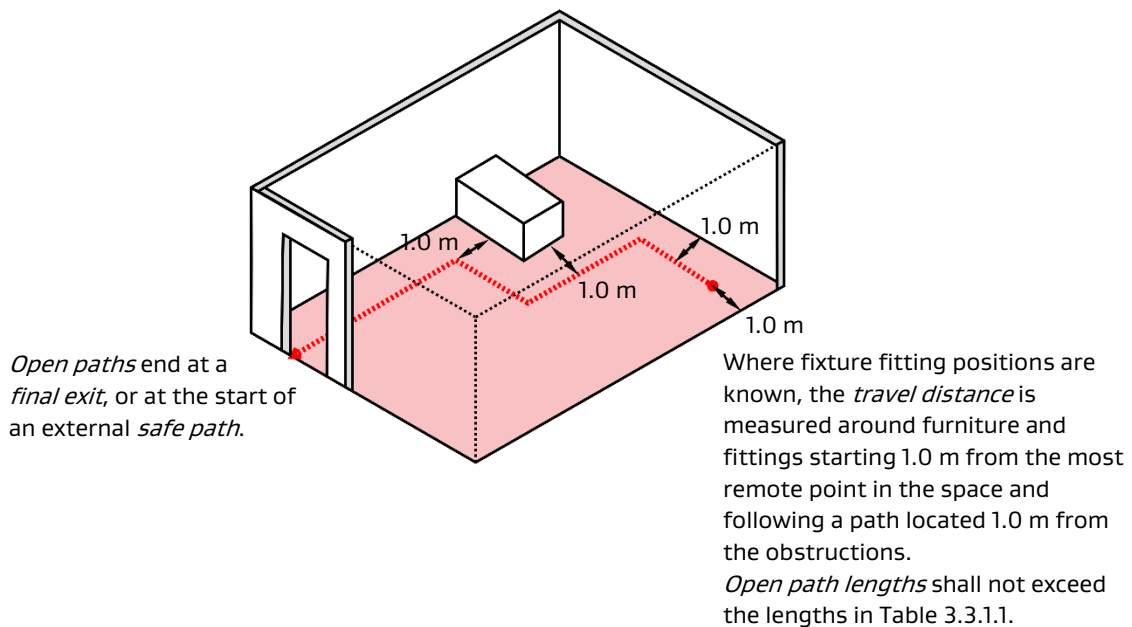 1.0 m
1.0 m
1.0 m
1.0 m
Open paths end at a
final exit, or at the start of
an external safe path.
Where fixture fitting positions are
known, the travel distance is
measured around furniture and
fittings starting 1.0 m from the most
remote point in the space and
following a path located 1.0 m from
the obstructions.
Open path lengths shall not exceed
the lengths in Table 3.3.1.1.